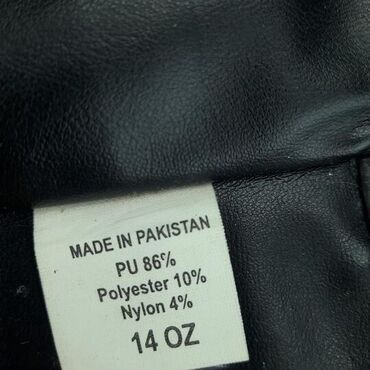 MADE IN PAKISTAN
PU 86%
Polyester 10%
Nylon 4%
14 OZ